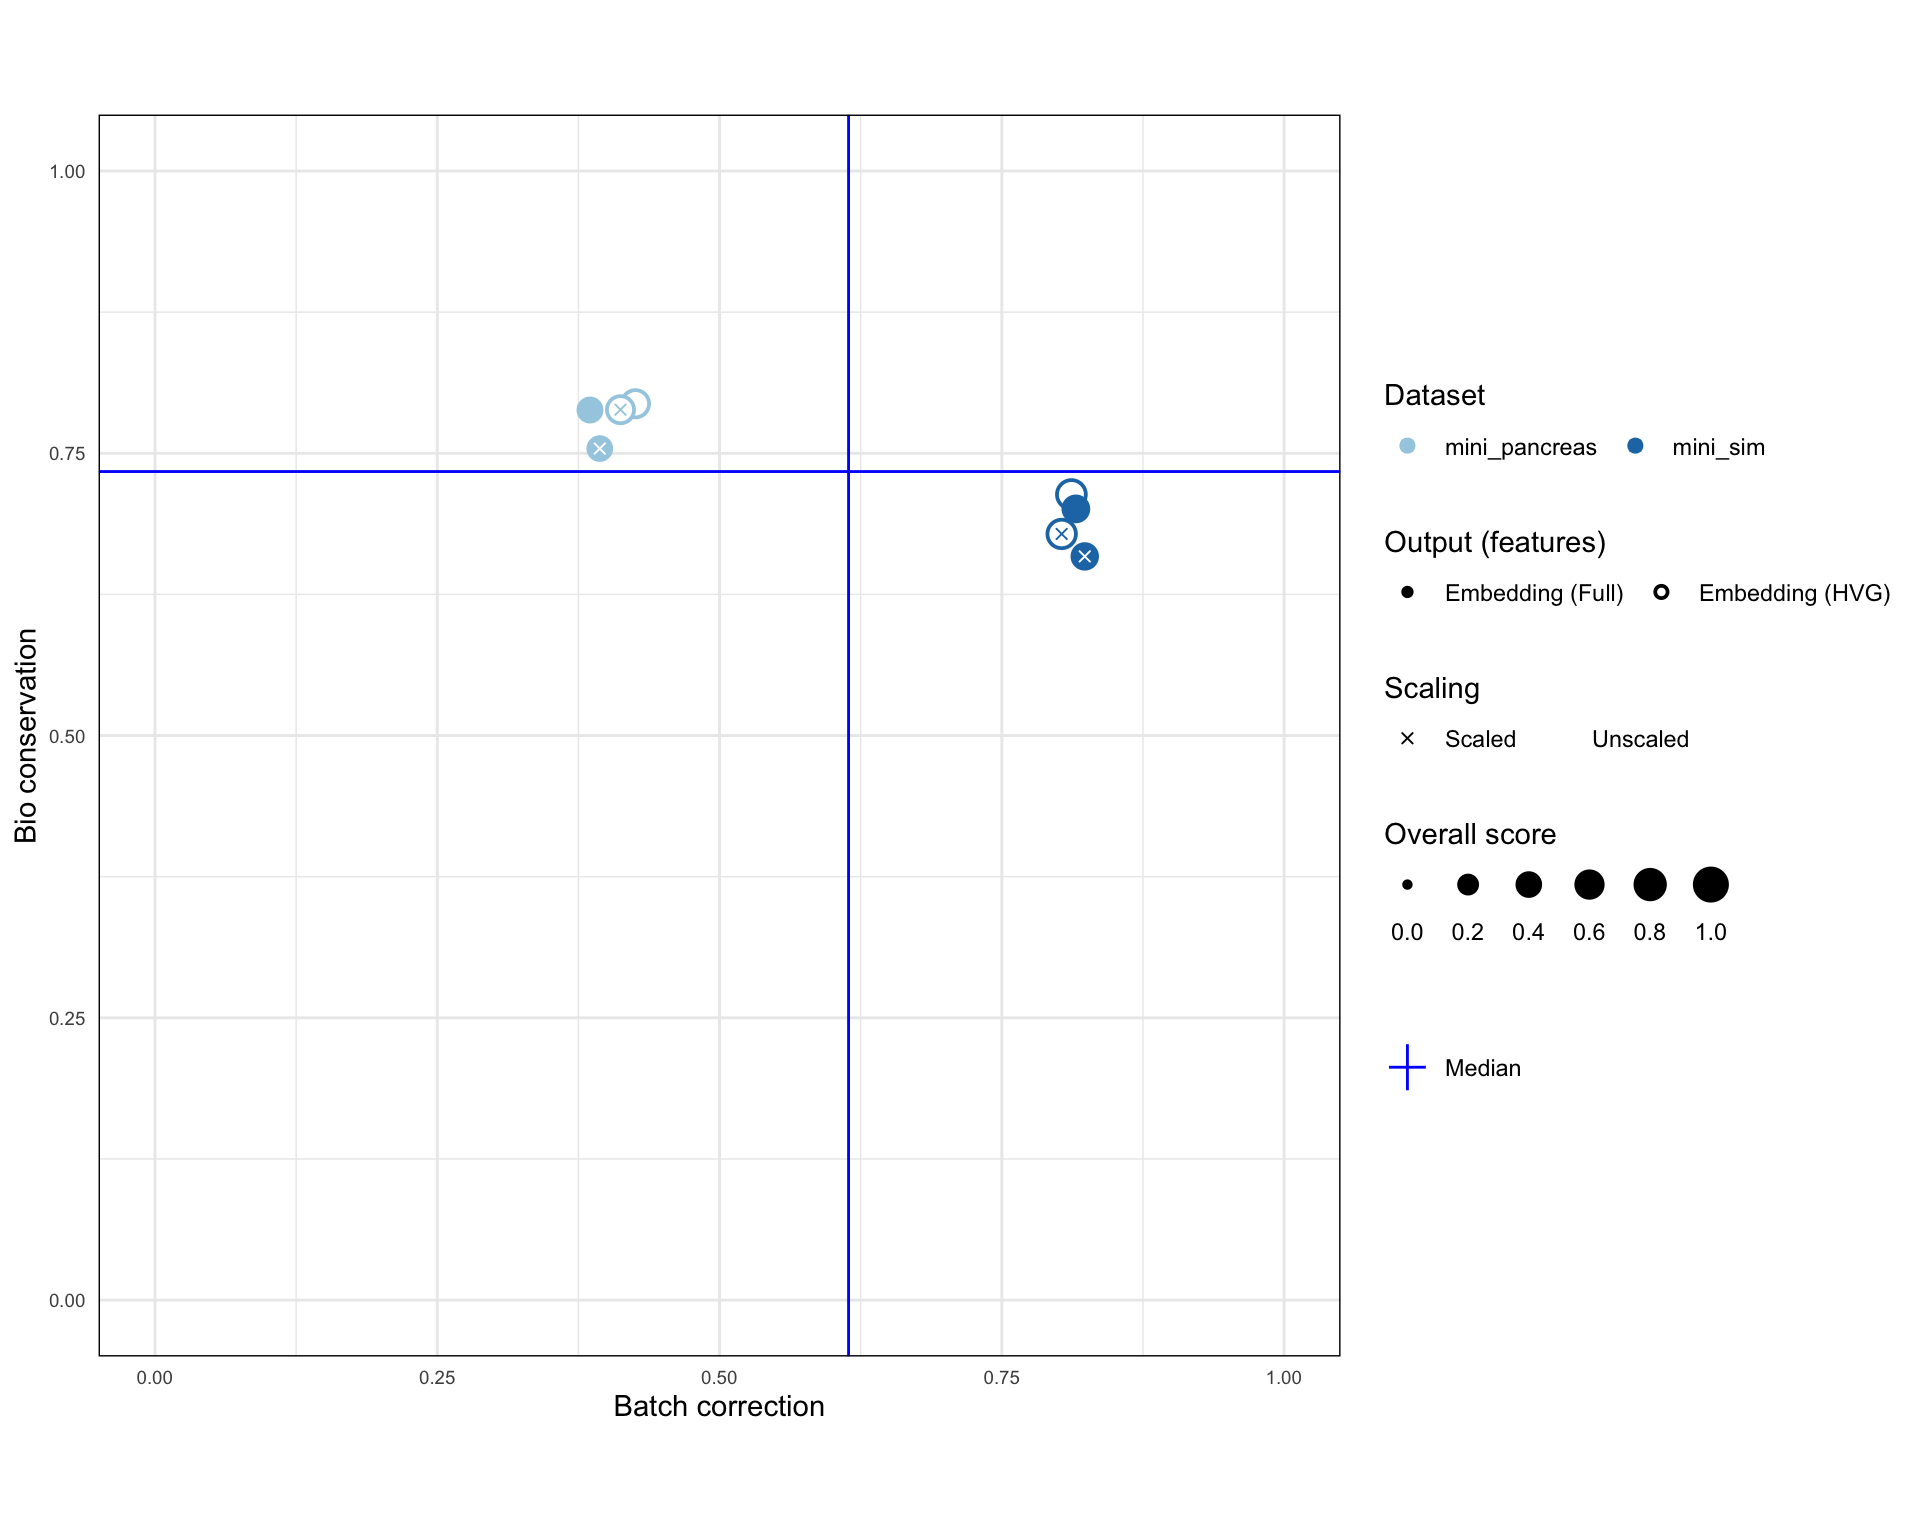 1.00
0.75
0.50
0.25
0.00
Bio conservation
0.00 0.25 0.50 0.75 1.00
Batch correction
Dataset
mini_pancreas mini_sim
Output (features)
Embedding (Full) Embedding (HVG)
Scaling
Scaled Unscaled
Overall score
0.0 0.2 0.4 0.6 0.8 1.0
Median